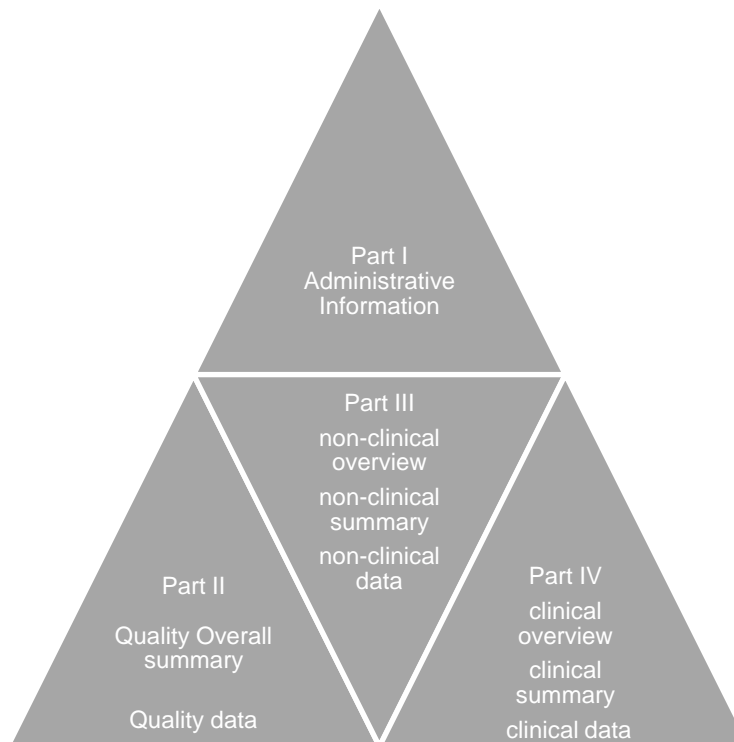 Part I
Administrative
Information
Part III
non-clinical
overview
non-clinical
summary
non-clinical
data
Part II
Quality Overall
summary
Quality data
Part IV
clinical
overview
clinical
summary
clinical data